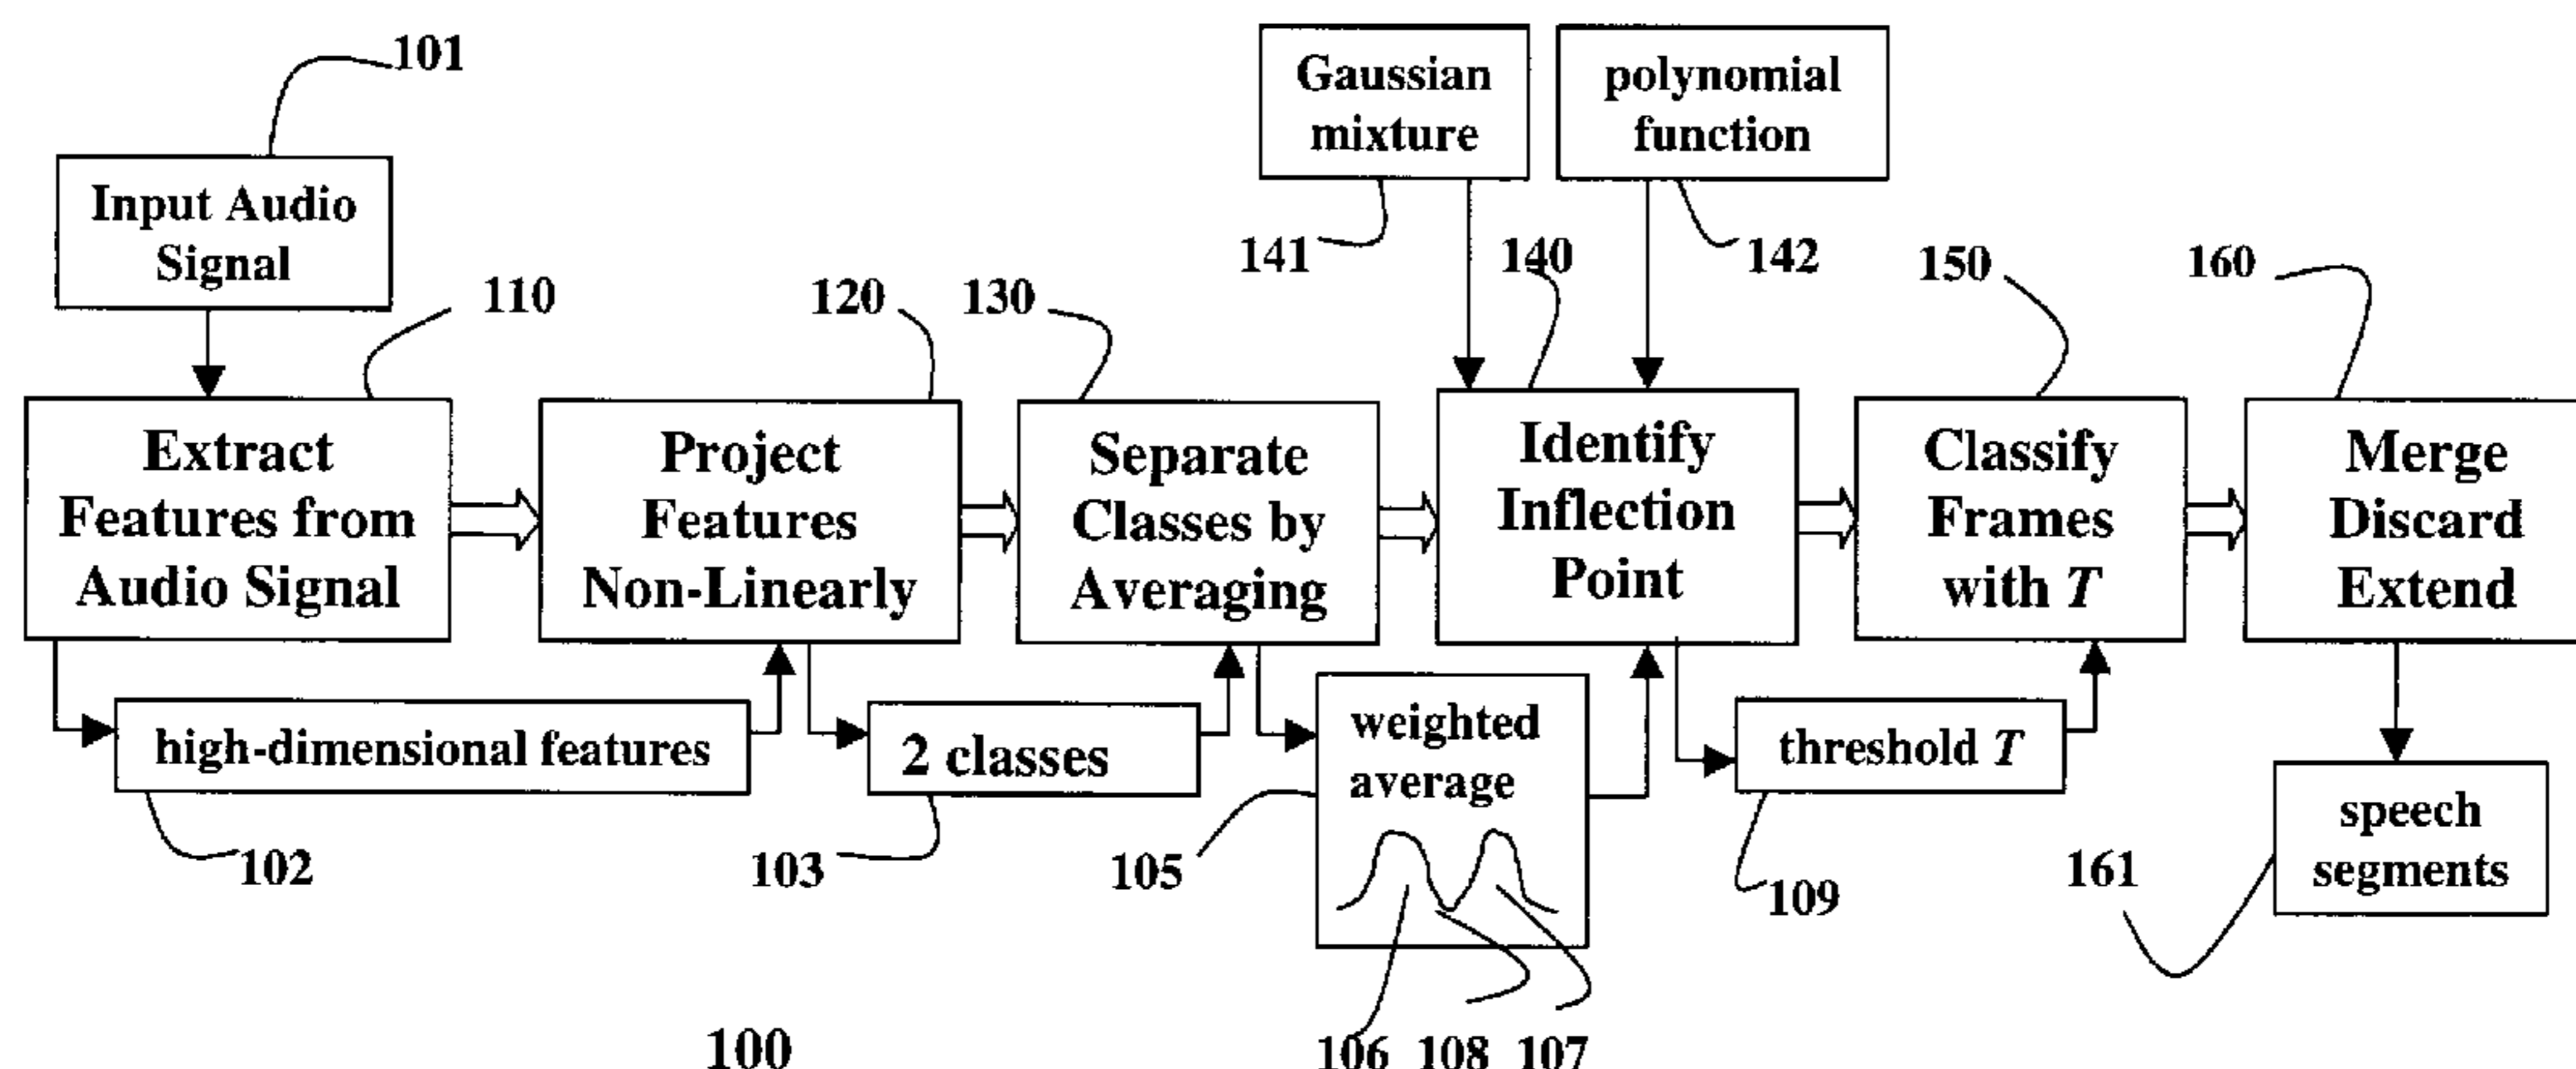 101
Input Audio
Signal
Gaussian
mixture
polynomial
function
141
140
142
150
160
110
120
130
Extract
Features from
Audio Signal
Project
Features
Non-Linearly
Separate
Classes by
Averaging
Identify
Inflection
Point
Classify
Frames
with T
Merge
Discard
Extend
high-dimensional features
2 classes
weighted
average
threshold T
speech
segments
102
103
105
109
161
106
108
107
100